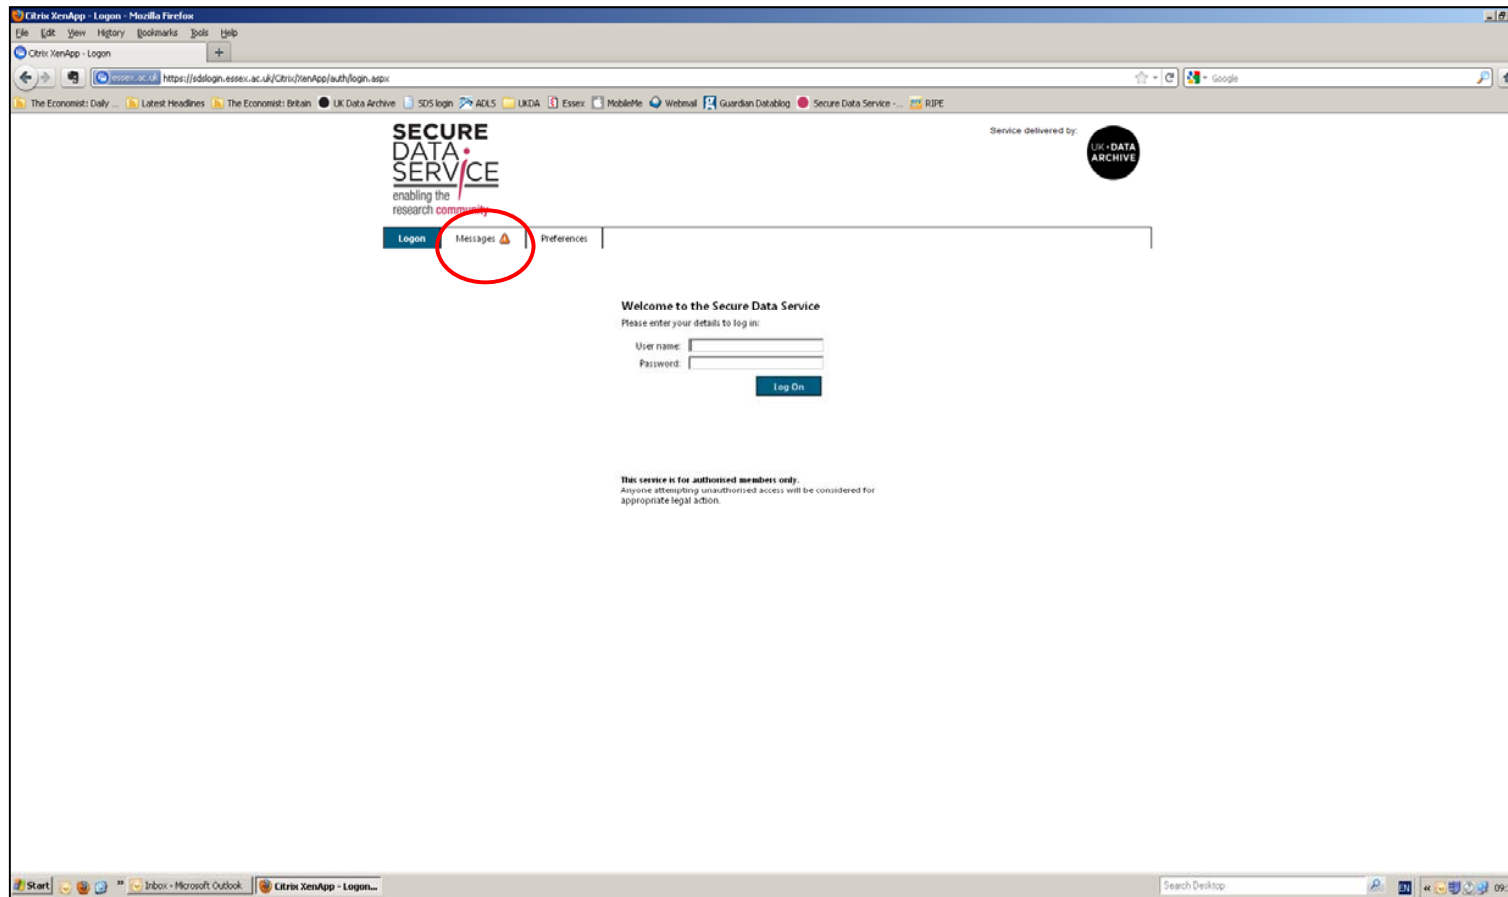 Citrix XenApp - Logon - Mozilla Firefox
File Edit View History Bookmarks Tools Help
Citrix XenApp - Logon
essex.ac.uk https://sdslogin.essex.ac.uk/Citrix/XenApp/auth/login.aspx Google
The Economist: Daily ... Latest Headlines The Economist: Britain UK Data Archive SDS login ADLS UKDA Essex MobileMe Webmail Guardian Datablog Secure Data Service -... RIPE
SECURE
DATA
SERVICE
enabling the
research community
Service delivered by:
UK·DATA
ARCHIVE
Logon Messages Preferences
Welcome to the Secure Data Service
Please enter your details to log in:
User name:
Password:
Log On
This service is for authorised members only.
Anyone attempting unauthorised access will be considered for
appropriate legal action.
Start Inbox - Microsoft Outlook Citrix XenApp - Logon... Search Desktop EN 09: